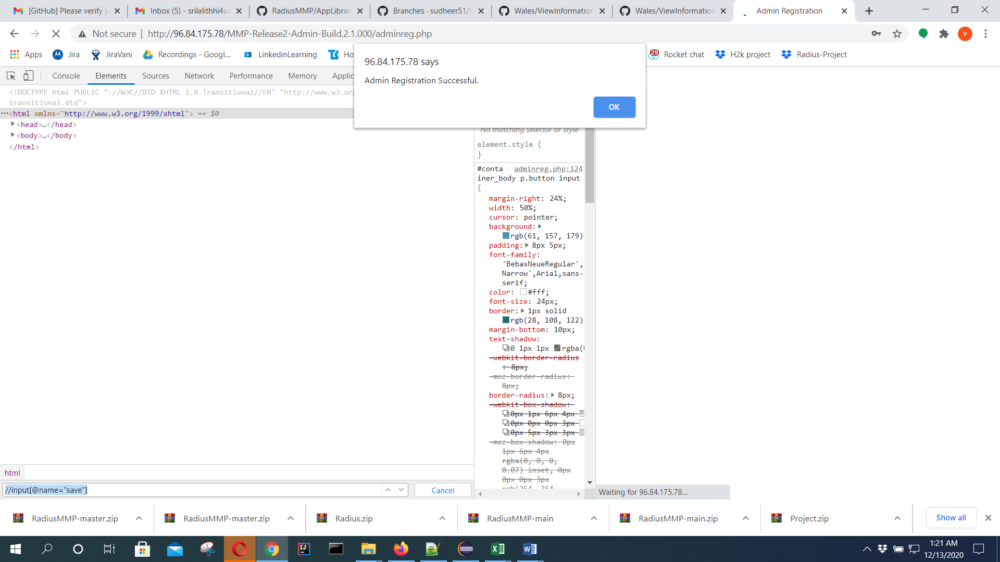 [GitHub] Please verify y
Inbox (5) - srilalithhi4u
RadiusMMP/AppLibrar
Branches · sudheer51/
Wales/ViewInformation
Wales/ViewInformation
Admin Registration
Not secure | http://96.84.175.78/MMP-Release2-Admin-Build.2.1.000/adminreg.php
V
Apps
Jira
JiraVani
Recordings - Googl...
LinkedinLearning
Ho
29
Rocket chat
H2k project
Radius-Project
96.84.175.78 says
Admin Registration Successful.
OK
Console
Elements
Sources
Network
Performance
Memory
Applic
<!DOCTYPE html PUBLIC "-//W3C//DTD XHTML 1.0 Transitional//EN" "http://www.w3.org
transitional.dtd">
…<html xmlns="http://www.w3.org/1999/xhtml"> == $0
<head>…</head>
<body>…</body>
</html>
No matching selector or style
element.style {
}
#conta adminreg.php:124
iner_body p.button input
{
margin-right: 24%;
width: 50%;
cursor: pointer;
background:
rgb(61, 157, 179)
padding: 8px 5px;
font-family:
'BebasNeueRegular',
Narrow',Arial,sans-
serif;
color: #fff;
font-size: 24px;
border: 1px solid
rgb(28, 108, 122)
margin-bottom: 10px;
text-shadow:
0 1px 1px rgba(
-webkit-border-radius
: 8px;
-moz-border-radius:
8px;
border-radius: 8px;
-webkit-box-shadow:
0px 1px 6px 4px
0px 0px 0px 3px
0px 5px 3px 3px
-moz-box-shadow: 0px
1px 6px 4px
rgba(0, 0, 0,
0.07) inset, 0px
0px 0px 3px
rgb(254, 254,
html
//input[@name="save"]
Cancel
Waiting for 96.84.175.78...
RadiusMMP-master.zip
RadiusMMP-master.zip
Radius.zip
RadiusMMP-main
RadiusMMP-main.zip
Project.zip
Show all
1:21 AM
12/13/2020